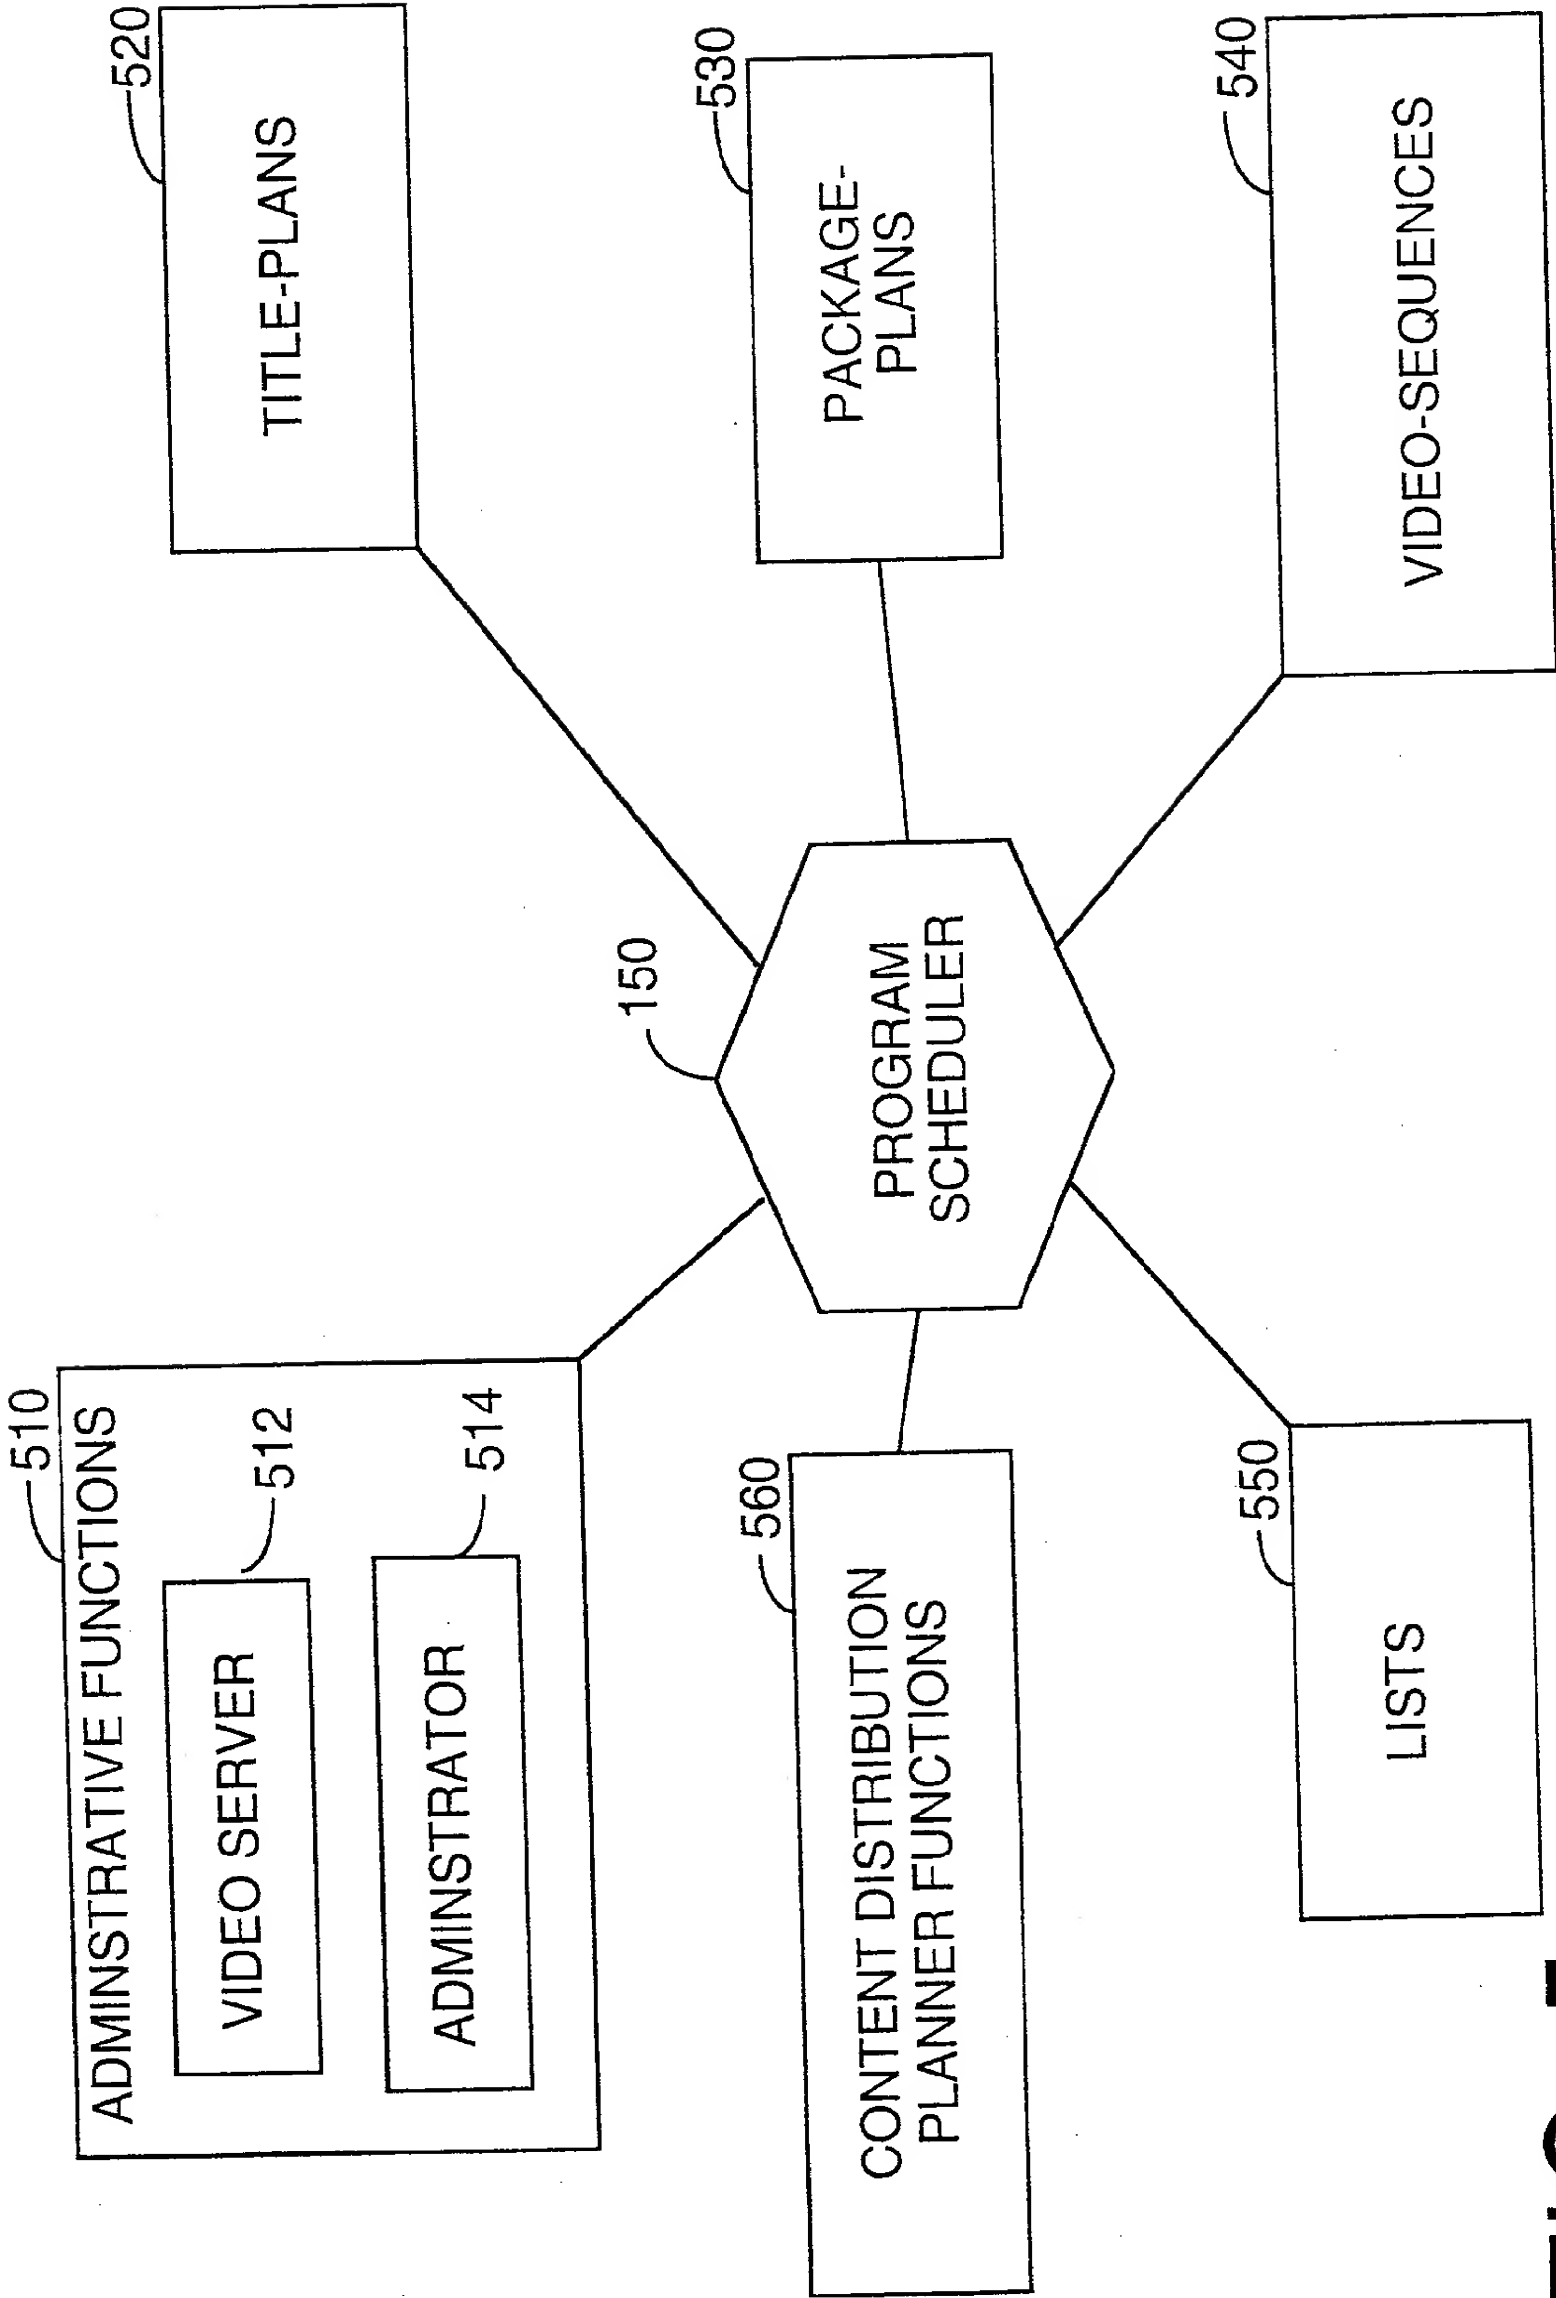 ADMINSTRATIVE FUNCTIONS
510
VIDEO SERVER
512
ADMINSTRATOR
514
520
TITLE-PLANS
150
PROGRAM
SCHEDULER
530
PACKAGE-
PLANS
560
CONTENT DISTRIBUTION
PLANNER FUNCTIONS
550
LISTS
540
VIDEO-SEQUENCES